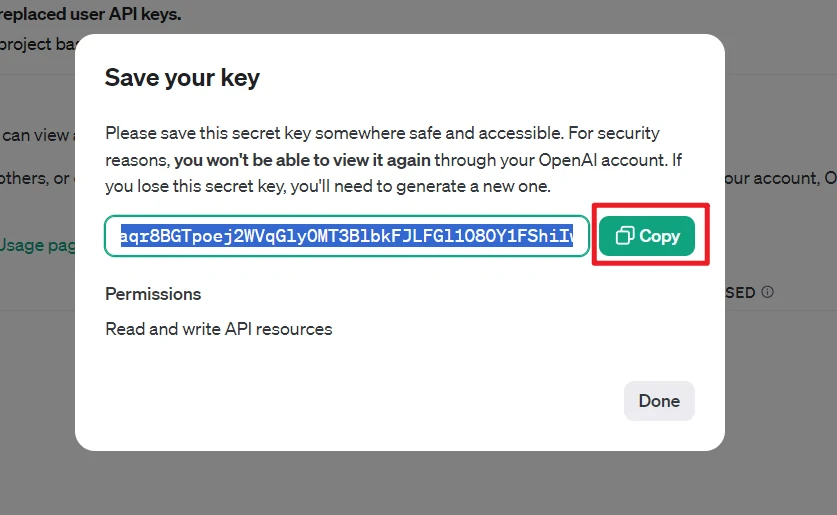 replaced user API keys.
project
Save your key
Please save this secret key somewhere safe and accessible. For security
can view
reasons, you won't be able to view it again through your OpenAI account. If
others, or
our account, O
you lose this secret key, you'll need to generate a new one.
Usage
Copy
Permissions
SED
Read and write API resources
Done